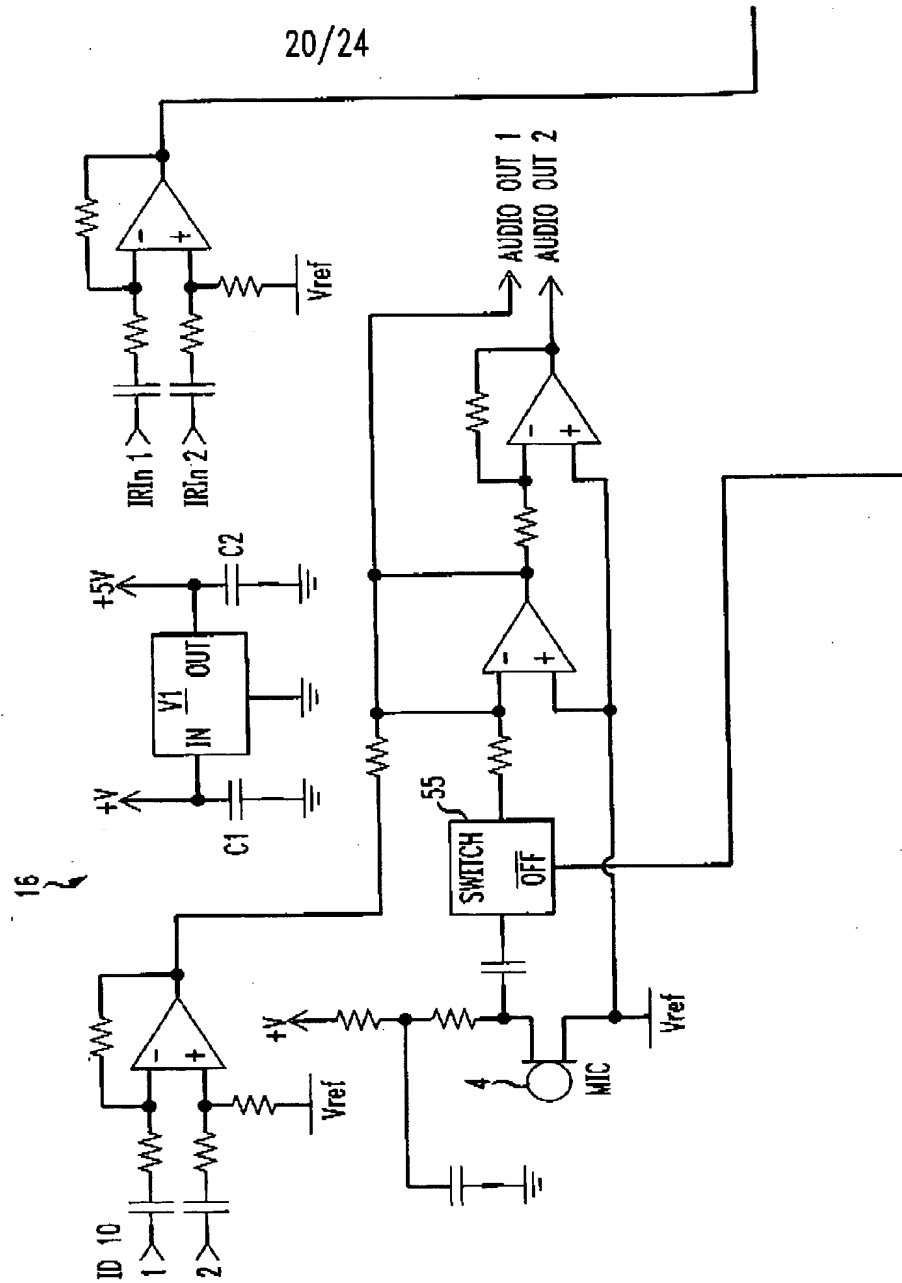 20/24
16
ID 10
1
2
-
+
Vref
+V
V1
IN
OUT
+5V
C1
C2
IRIn 1
IRIn 2
-
+
Vref
+V
4
MIC
Vref
SWITCH
OFF
55
-
+
-
+
AUDIO OUT 1
AUDIO OUT 2